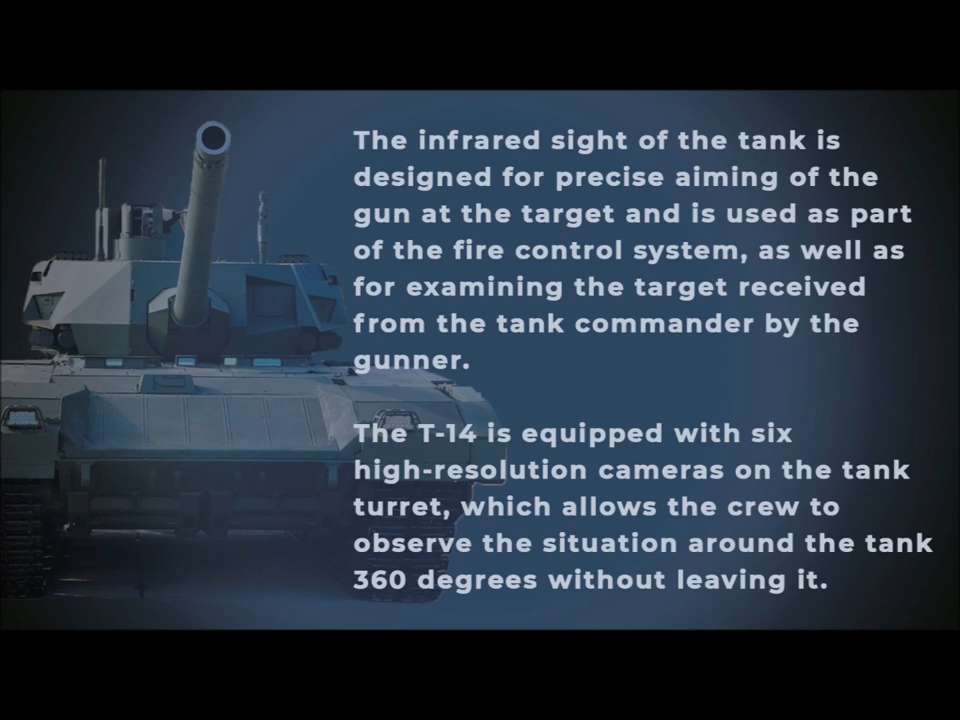 The infrared sight of the tank is
designed for precise aiming of the
gun at the target and is used as part
of the fire control system, as well as
for examining the target received
from the tank commander by the
gunner.
The T-14 is equipped with six
high-resolution cameras on the tank
turret, which allows the crew to
observe the situation around the tank
360 degrees without leaving it.